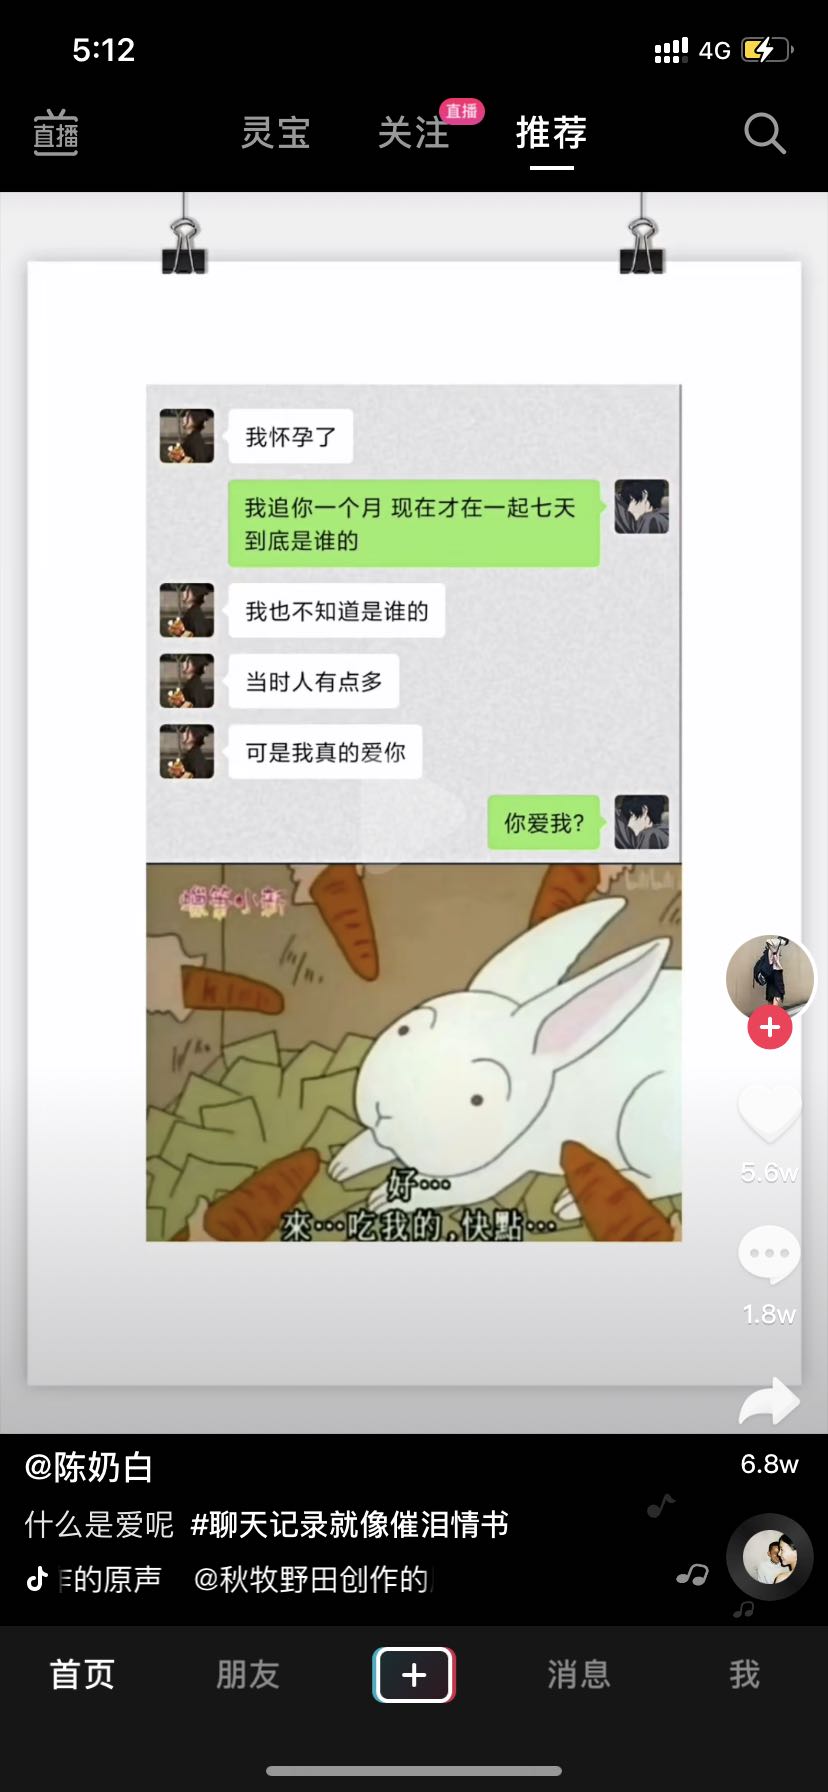 5:12
4G
直播
灵宝
关注
直播
推荐
我怀孕了
我追你一个月 现在才在一起七天
到底是谁的
我也不知道是谁的
当时人有点多
可是我真的爱你
你爱我?
蜡笔小新
好…
來…吃我的,快點…
5.6w
1.8w
6.8w
@陈奶白
什么是爱呢 #聊天记录就像催泪情书
的原声 @秋牧野田创作的
首页
朋友
消息
我